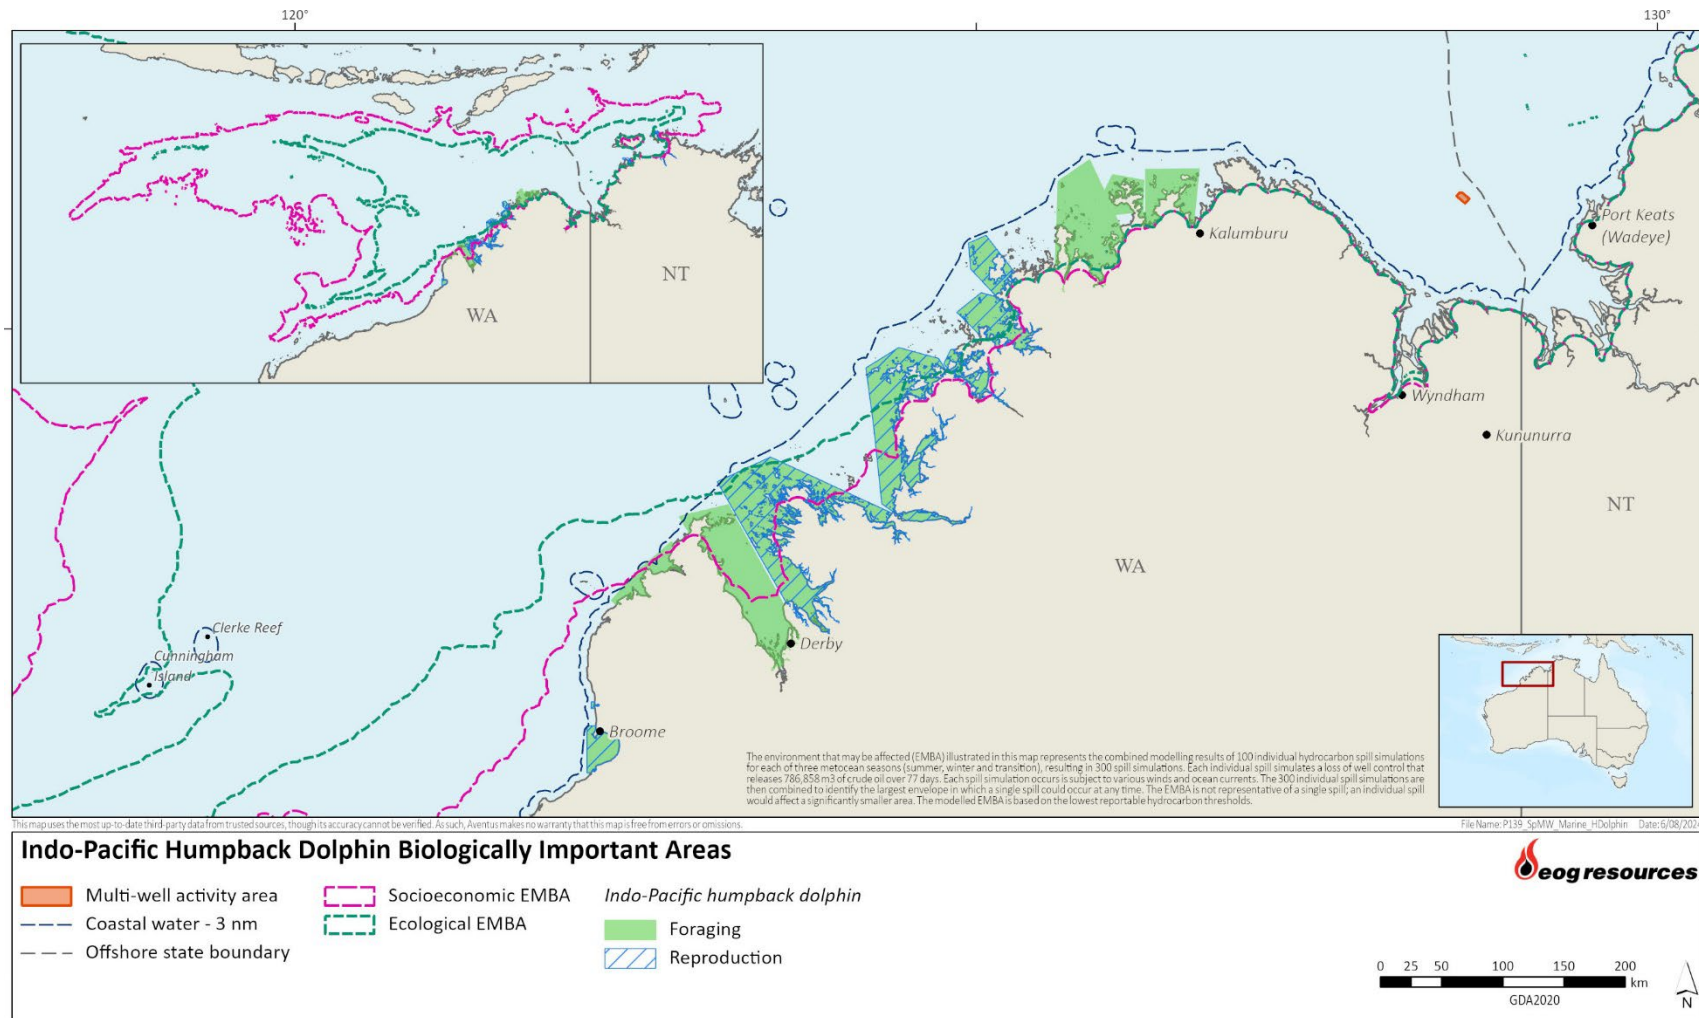 120°
130°
NT
WA
Kalumburu
Port Keats
(Wadeye)
Wyndham
Kununurra
NT
WA
Clerke Reef
Cunningham
Island
Derby
Broome
The environment that may be affected (EMBA) illustrated in this map represents the combined modelling results of 100 individual hydrocarbon spill simulations
for each of three metocean seasons (summer, winter and transition), resulting in 300 spill simulations. Each individual spill simulates a loss of well control that
releases 786,858 m3 of crude oil over 77 days. Each spill simulation occurs is subject to various winds and ocean currents. The 300 individual spill simulations are
then combined to identify the largest envelope in which a single spill could occur at any time. The EMBA is not representative of a single spill; an individual spill
would affect a significantly smaller area. The modelled EMBA is based on the lowest reportable hydrocarbon thresholds.
This map uses the most up-to-date third-party data from trusted sources, though its accuracy cannot be verified. As such, Aventus makes no warranty that this map is free from errors or omissions.
File Name: P139_SpMW_Marine_HDolphin Date: 6/08/2024
Indo-Pacific Humpback Dolphin Biologically Important Areas
Multi-well activity area
Coastal water - 3 nm
Offshore state boundary
Socioeconomic EMBA
Ecological EMBA
Indo-Pacific humpback dolphin
Foraging
Reproduction
eog resources
0 25 50 100 150 200
km
GDA2020
N